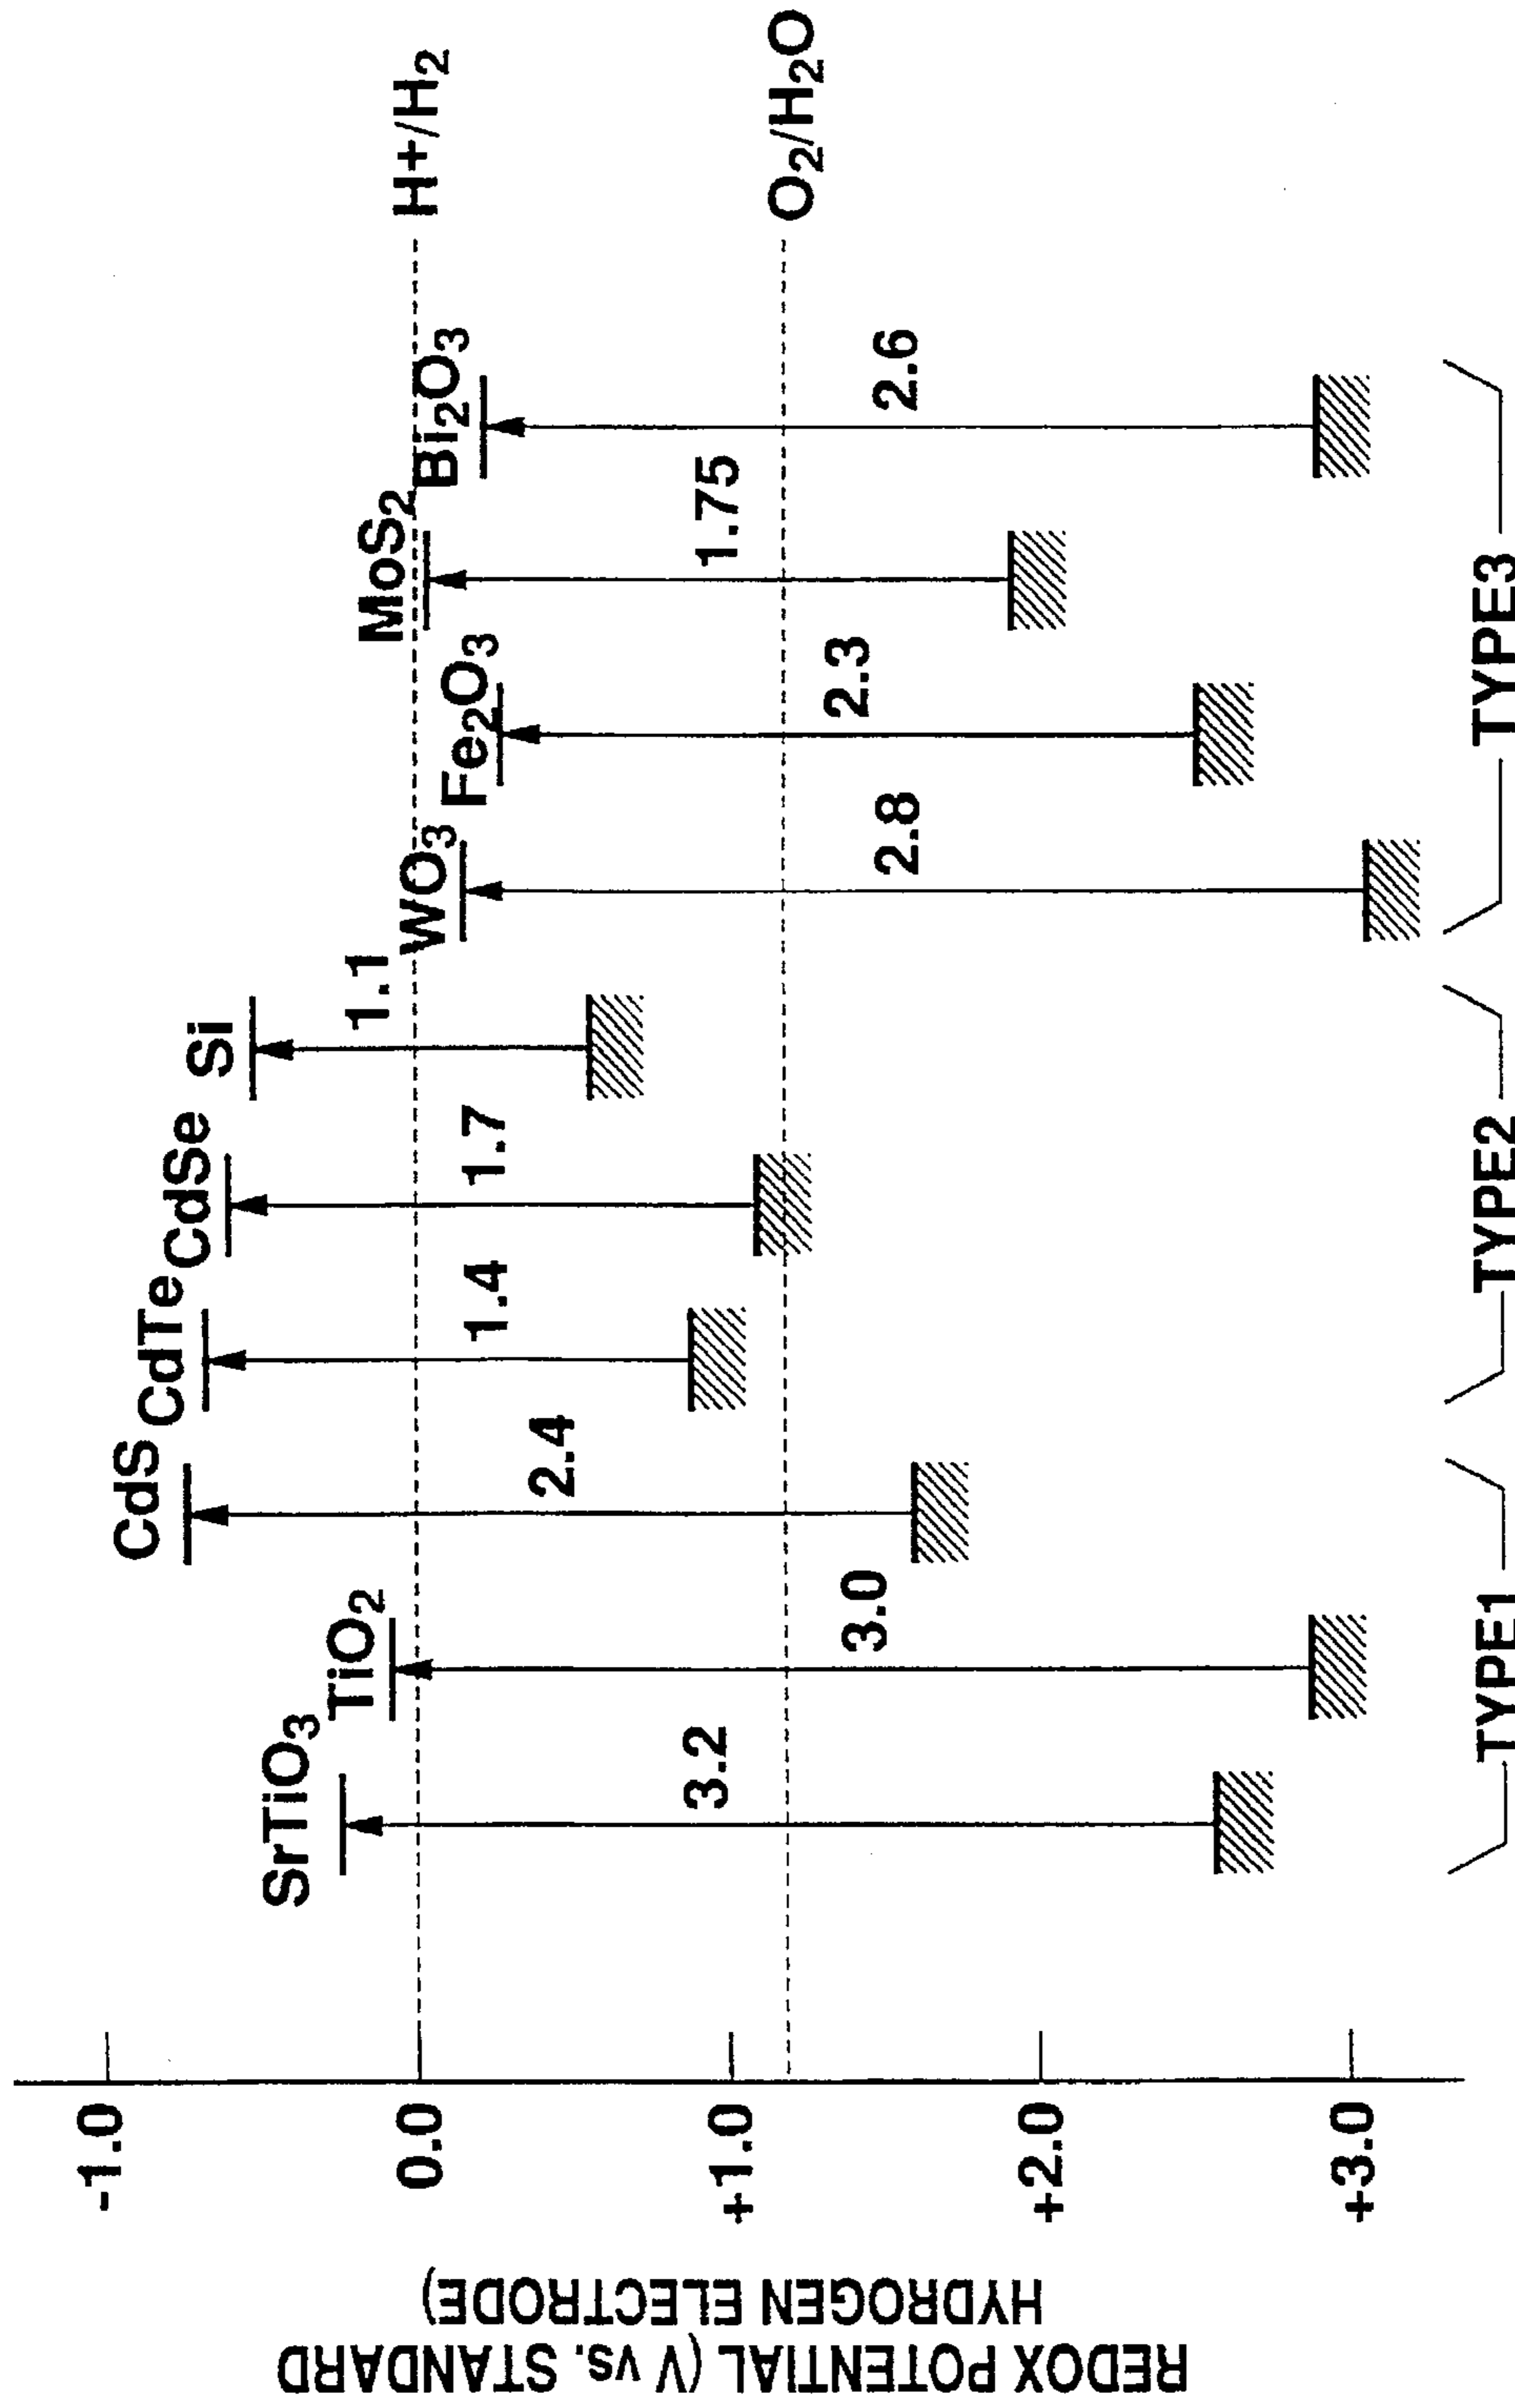 REDOX POTENTIAL (V vs. STANDARD
HYDROGEN ELECTRODE)
-1.0
0.0
+1.0
+2.0
+3.0
SrTiO3
3.2
TiO2
3.0
CdS
2.4
CdTe
1.4
CdSe
1.7
Si
1.1
WO3
2.8
Fe2O3
2.3
MoS2
1.75
Bi2O3
2.6
H+/H2
O2/H2O
TYPE1
TYPE2
TYPE3